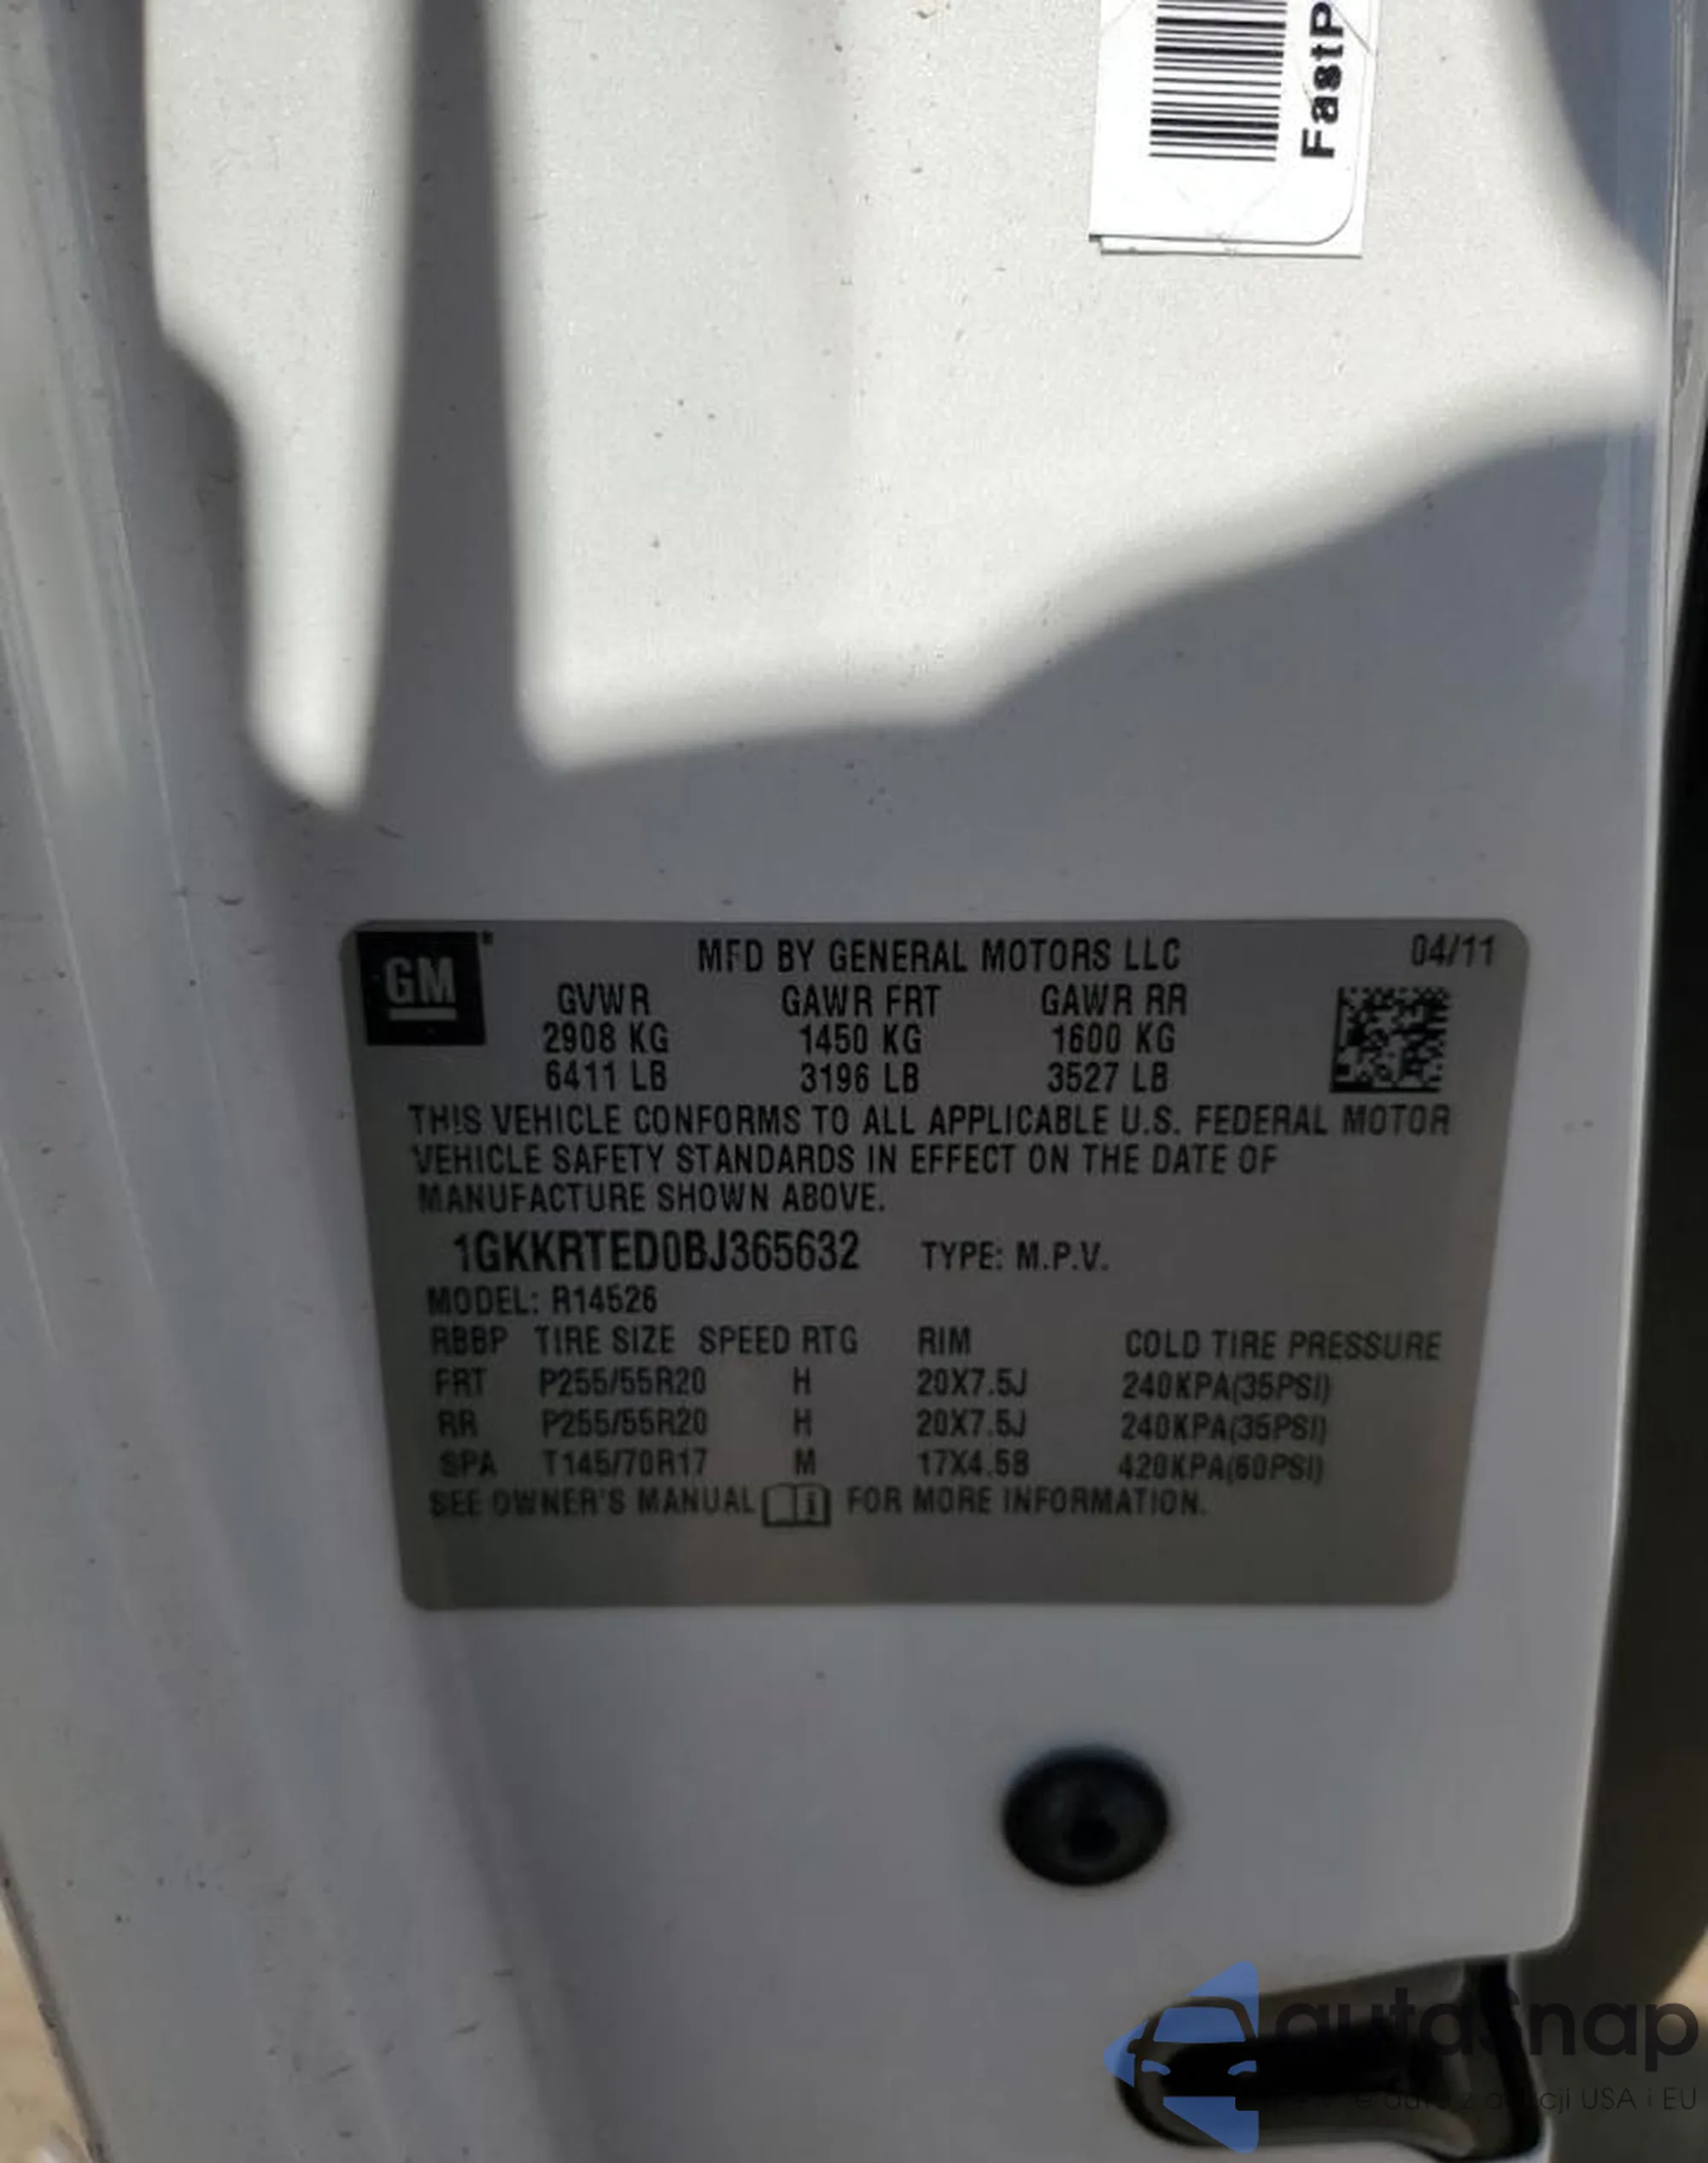 FastP
GM
MFD BY GENERAL MOTORS LLC 04/11
GVWR GAWR FRT GAWR RR
2908 KG 1450 KG 1600 KG
6411 LB 3196 LB 3527 LB
THIS VEHICLE CONFORMS TO ALL APPLICABLE U.S. FEDERAL MOTOR
VEHICLE SAFETY STANDARDS IN EFFECT ON THE DATE OF
MANUFACTURE SHOWN ABOVE.
1GKKRTED0BJ365632 TYPE: M.P.V.
MODEL: R14526
RBBP TIRE SIZE SPEED RTG RIM COLD TIRE PRESSURE
FRT P255/55R20 H 20X7.5J 240KPA(35PSI)
RR P255/55R20 H 20X7.5J 240KPA(35PSI)
SPA T145/70R17 M 17X4.5B 420KPA(60PSI)
SEE OWNER'S MANUAL FOR MORE INFORMATION.
autasnap
z USA i EU